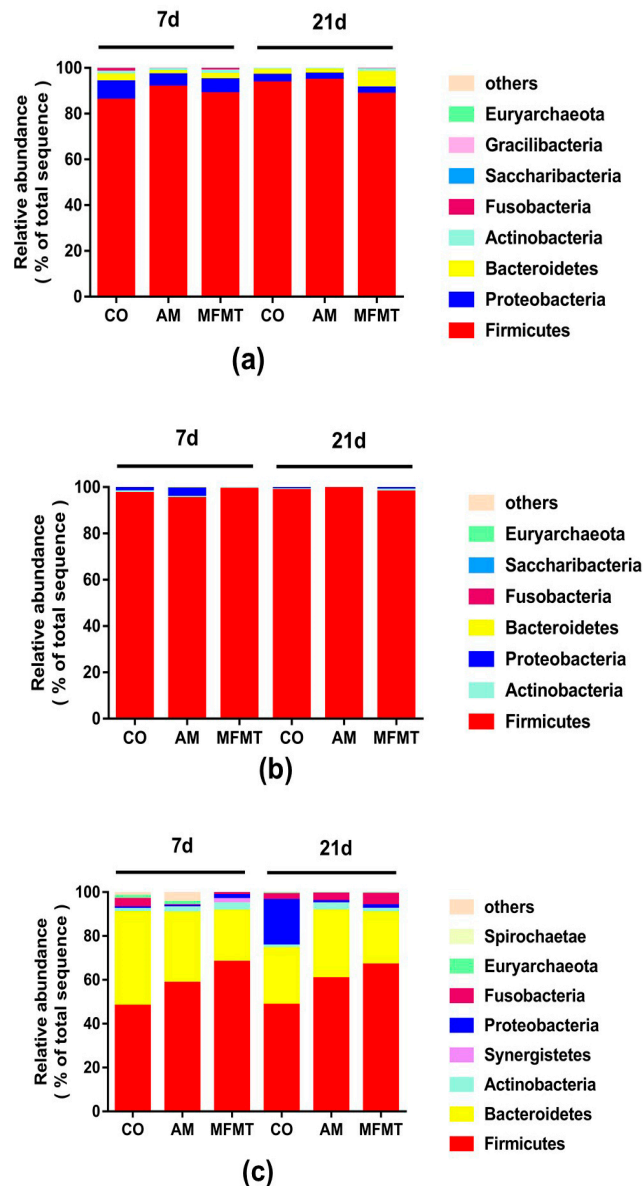 7d 21d
Relative abundance
( % of total sequence )
100
80
60
40
20
0
CO AM MFMT CO AM MFMT
others
Euryarchaeota
Gracilibacteria
Saccharibacteria
Fusobacteria
Actinobacteria
Bacteroidetes
Proteobacteria
Firmicutes
(a)
7d 21d
Relative abundance
( % of total sequence )
100
80
60
40
20
0
CO AM MFMT CO AM MFMT
others
Euryarchaeota
Saccharibacteria
Fusobacteria
Bacteroidetes
Proteobacteria
Actinobacteria
Firmicutes
(b)
7d 21d
Relative abundance
( % of total sequence )
100
80
60
40
20
0
CO AM MFMT CO AM MFMT
others
Spirochaetae
Euryarchaeota
Fusobacteria
Proteobacteria
Synergistetes
Actinobacteria
Bacteroidetes
Firmicutes
(c)